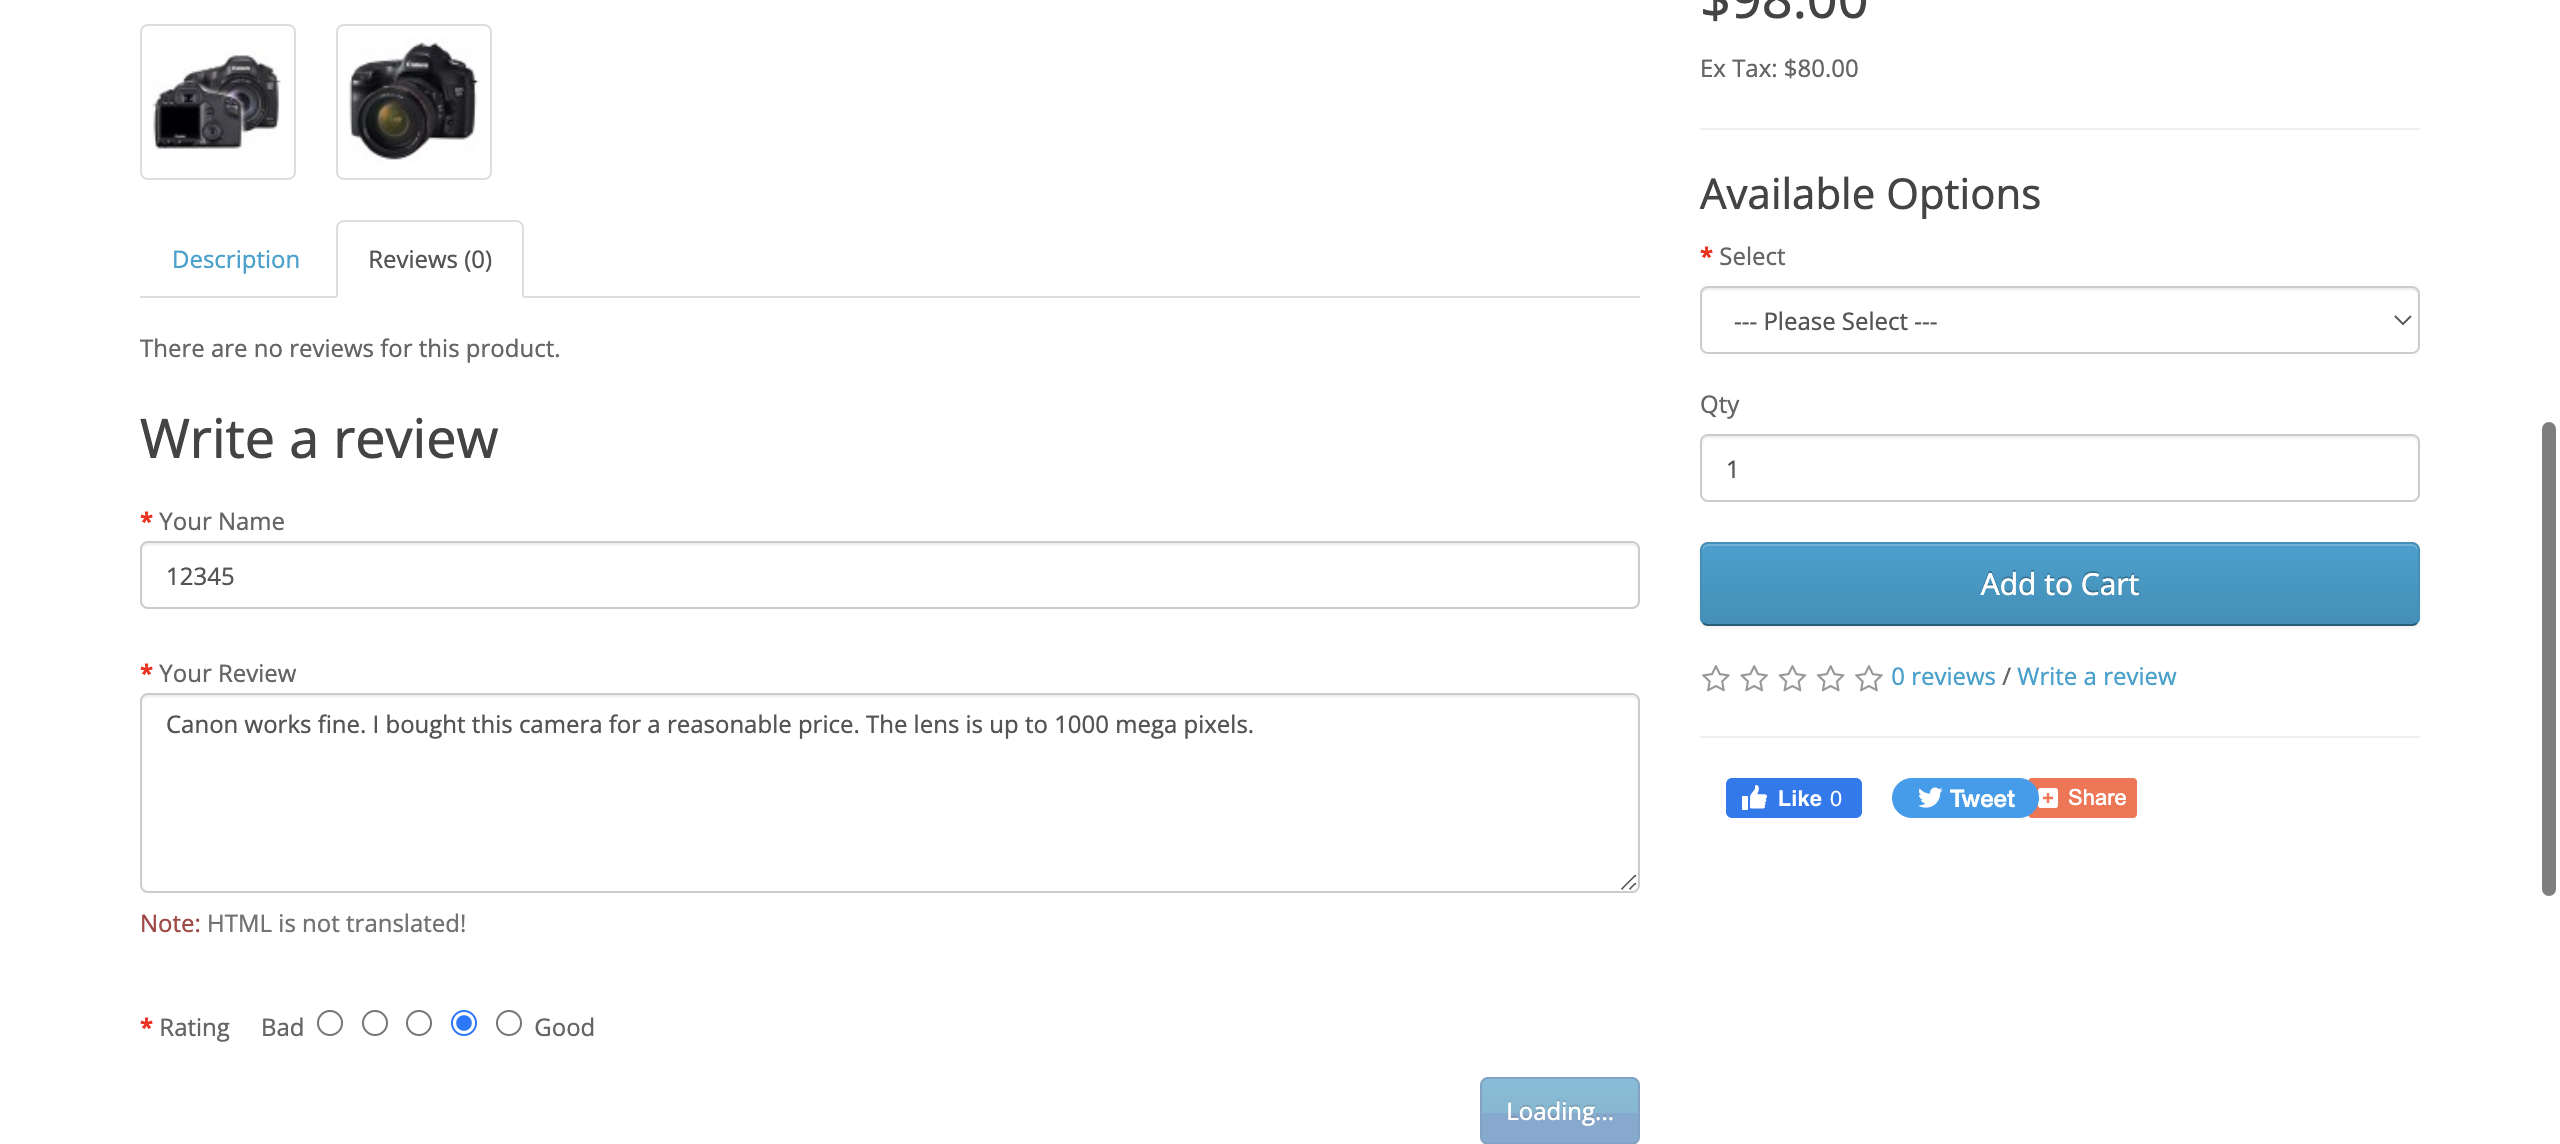 $98.00
Ex Tax: $80.00
Available Options
* Select
--- Please Select ---
Qty
1
Add to Cart
0 reviews / Write a review
Like 0
Tweet
Share
Description
Reviews (0)
There are no reviews for this product.
Write a review
* Your Name
12345
* Your Review
Canon works fine. I bought this camera for a reasonable price. The lens is up to 1000 mega pixels.
Note: HTML is not translated!
* Rating Bad Good
Loading...